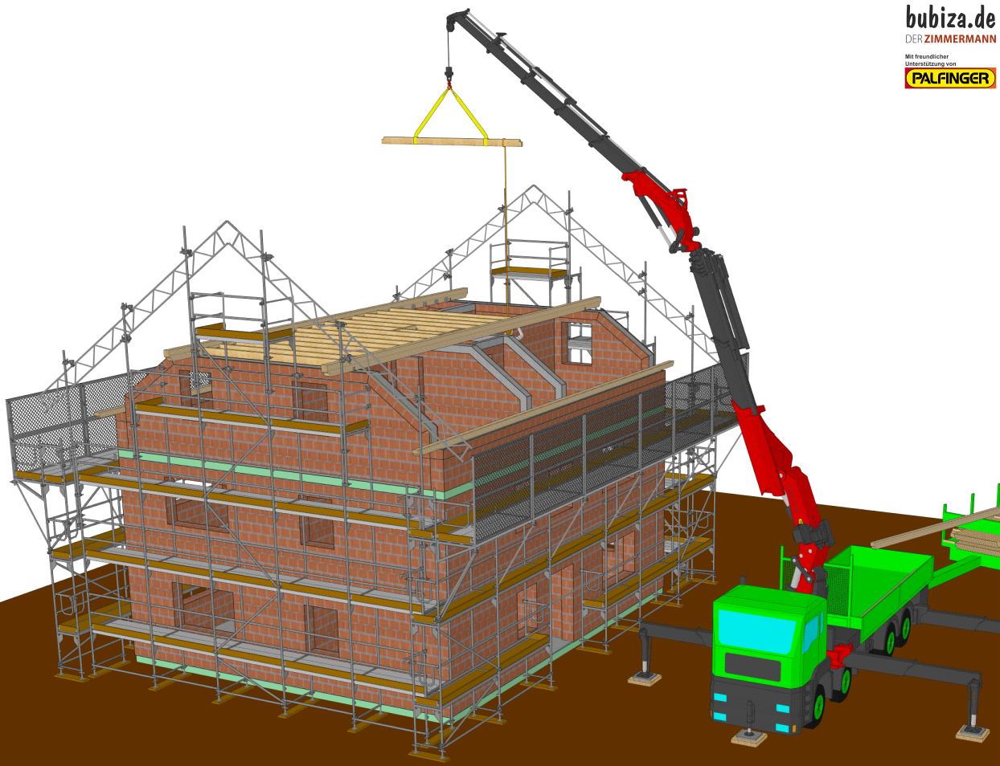 bubiza.de
DER ZIMMERMANN
Mit freundlicher
Unterstützung von
PALFINGER